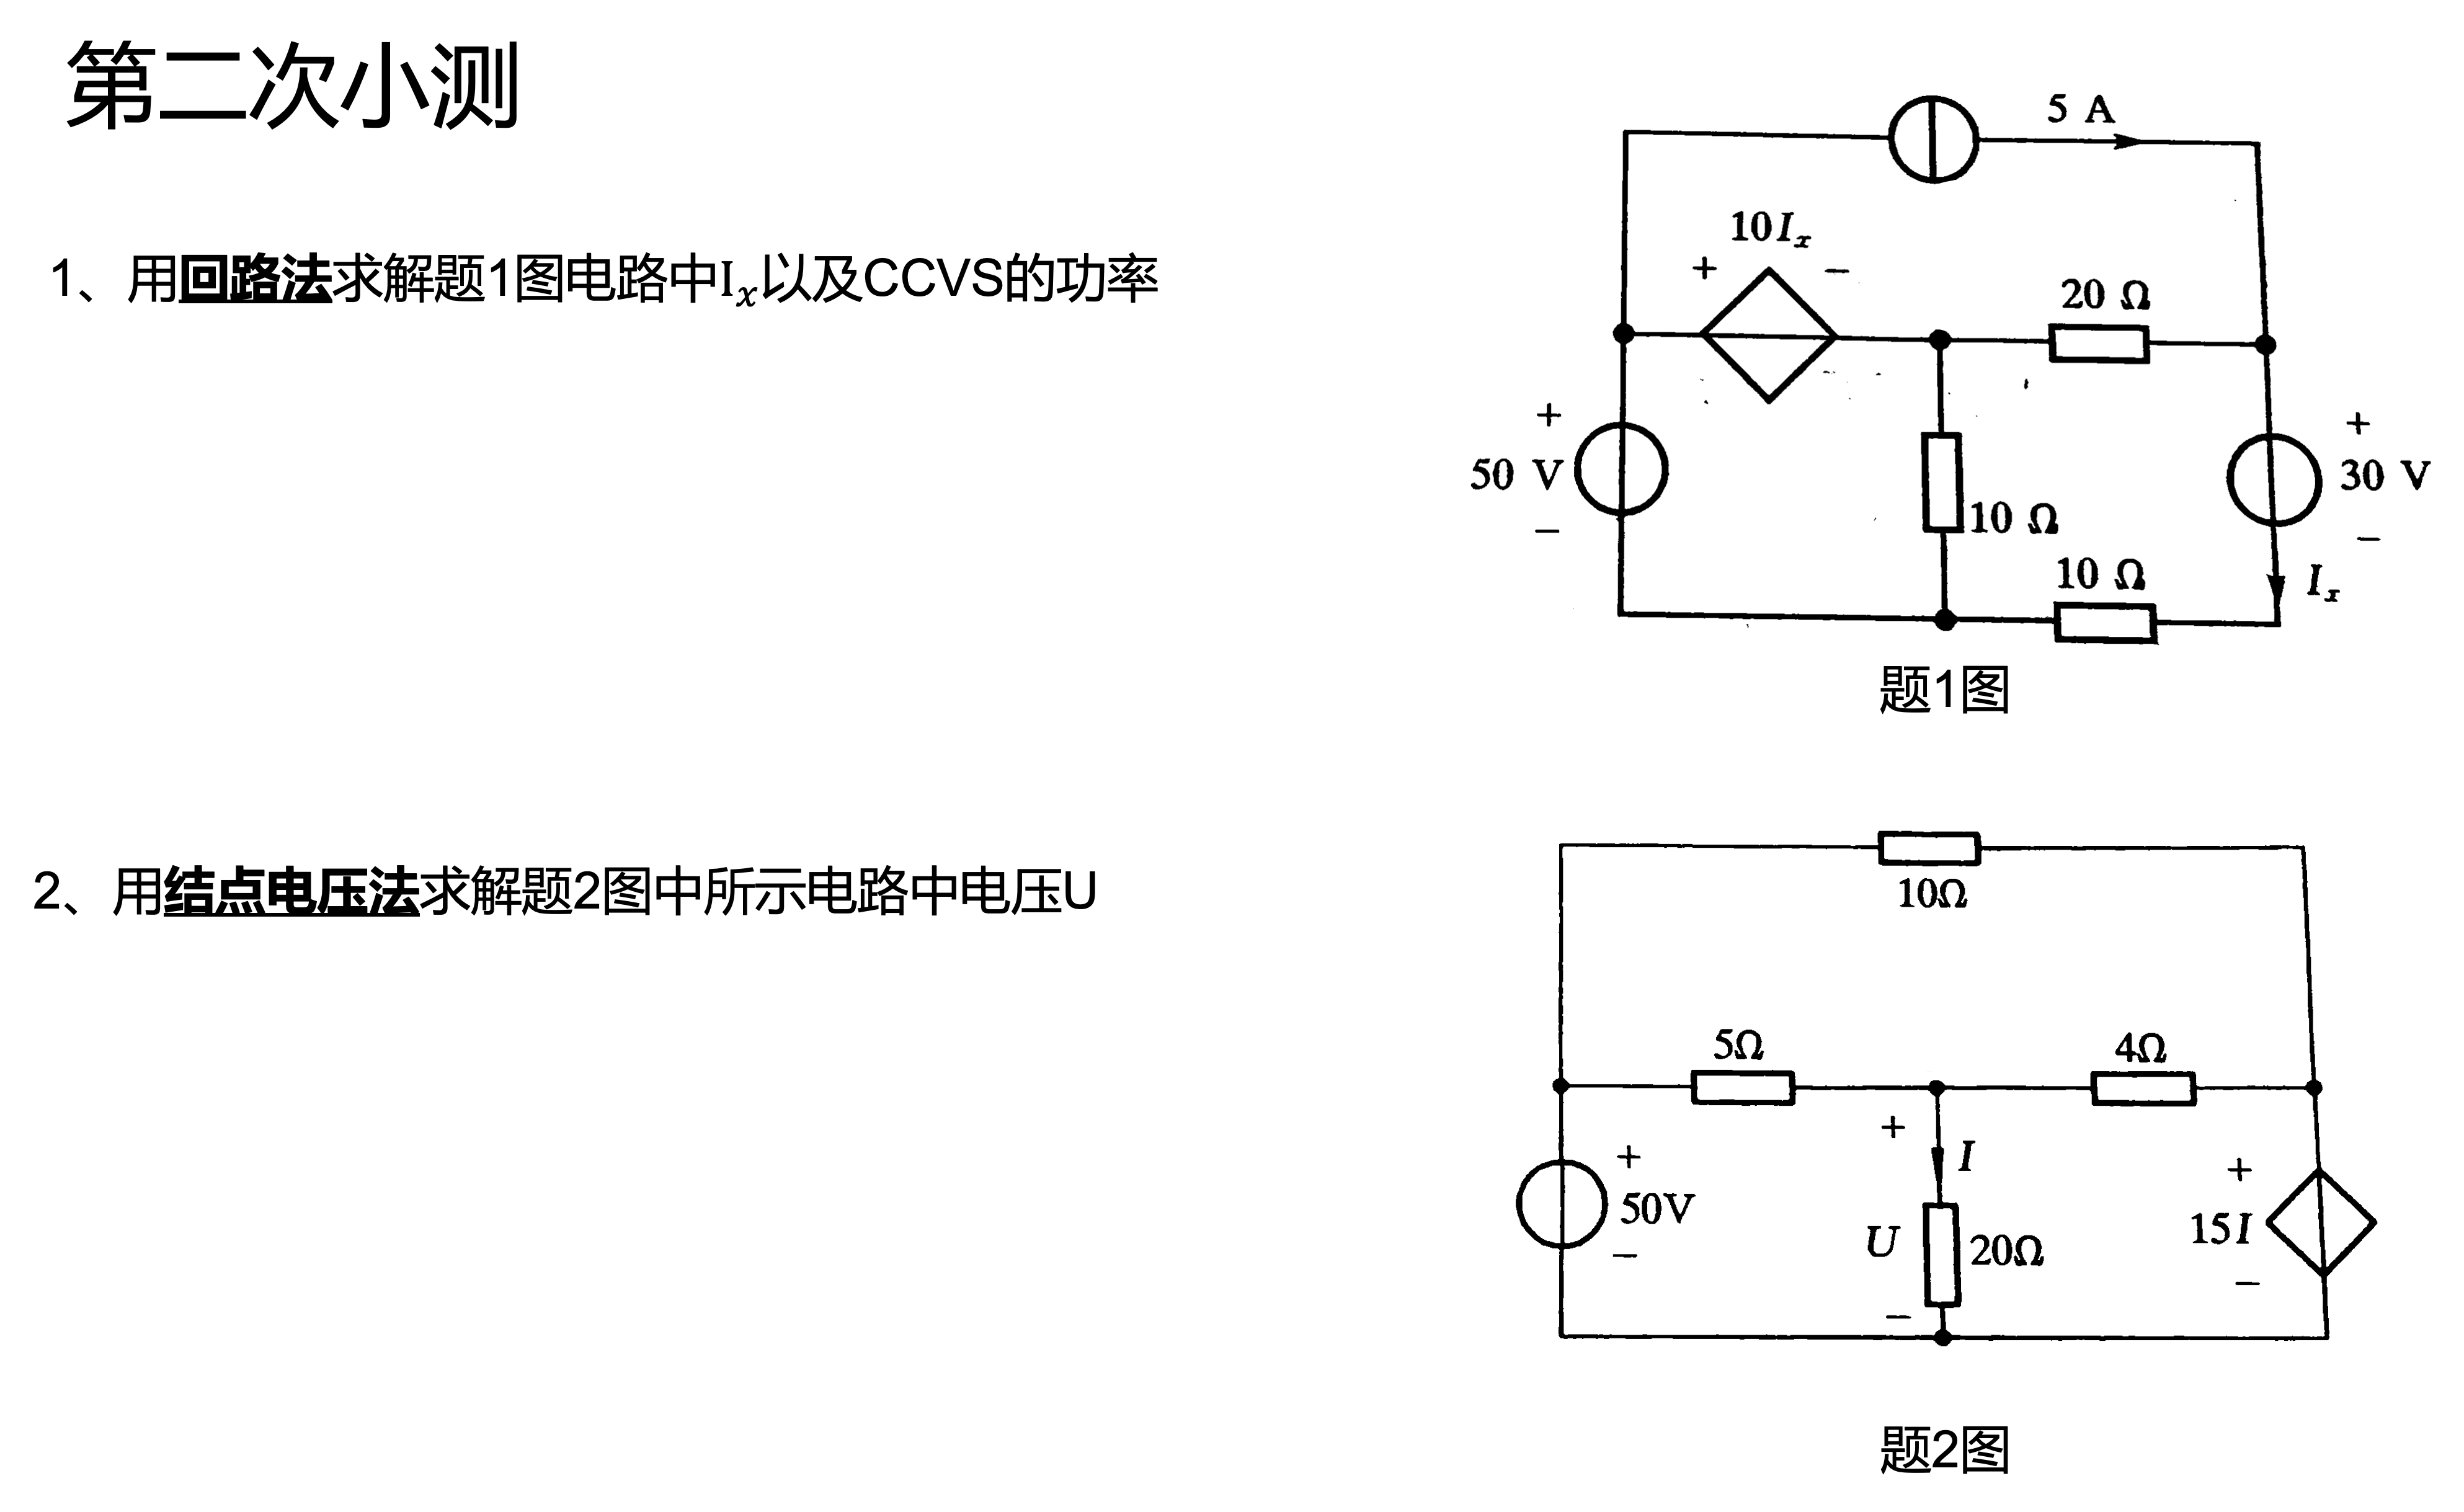 第二次小测
1、用回路法求解题1图电路中Iₓ以及CCVS的功率
5 A
10Iₓ
+ −
20 Ω
+
50 V
−
10 Ω
+
30 V
−
10 Ω
Iₓ
题1图
2、用结点电压法求解题2图中所示电路中电压U
10Ω
5Ω
4Ω
+
50V
−
+
U
−
I
20Ω
+
15I
−
题2图